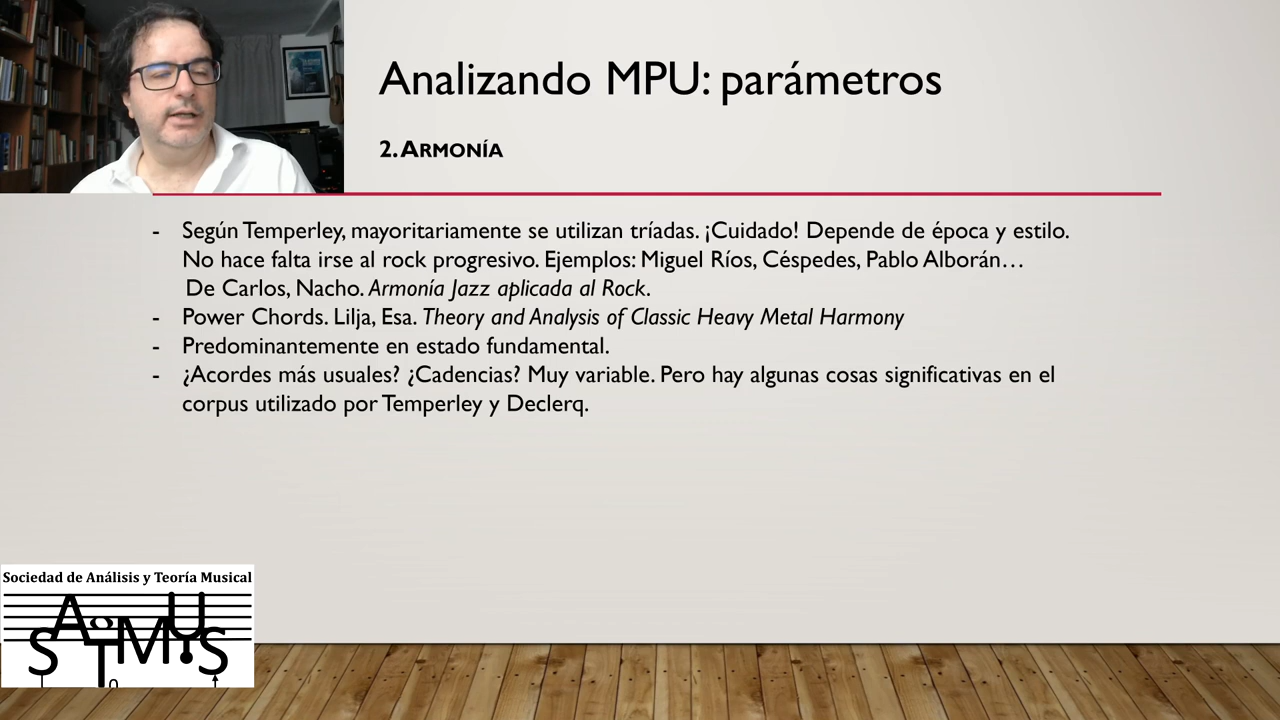 Analizando MPU: parámetros
2. ARMONÍA
- Según Temperley, mayoritariamente se utilizan tríadas. ¡Cuidado! Depende de época y estilo.
No hace falta irse al rock progresivo. Ejemplos: Miguel Ríos, Céspedes, Pablo Alborán…
De Carlos, Nacho. Armonía Jazz aplicada al Rock.
- Power Chords. Lilja, Esa. Theory and Analysis of Classic Heavy Metal Harmony
- Predominantemente en estado fundamental.
- ¿Acordes más usuales? ¿Cadencias? Muy variable. Pero hay algunas cosas significativas en el
corpus utilizado por Temperley y Declerq.
Sociedad de Análisis y Teoría Musical
SATMUS